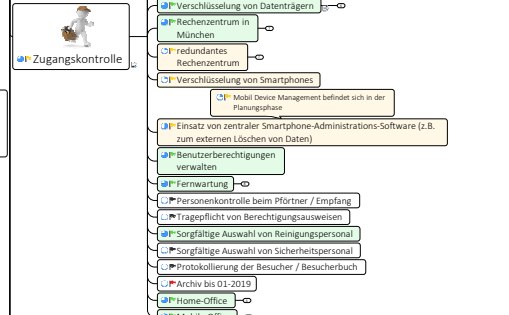 Verschlüsselung von Datenträgern
Rechenzentrum in
München
Zugangskontrolle
redundantes
Rechenzentrum
Verschlüsselung von Smartphones
Mobil Device Management befindet sich in der
Planungsphase
Einsatz von zentraler Smartphone-Administrations-Software (z.B.
zum externen Löschen von Daten)
Benutzerberechtigungen
verwalten
Fernwartung
Personenkontrolle beim Pförtner / Empfang
Tragepflicht von Berechtigungsausweisen
Sorgfältige Auswahl von Reinigungspersonal
Sorgfältige Auswahl von Sicherheitspersonal
Protokollierung der Besucher / Besucherbuch
Archiv bis 01-2019
Home-Office